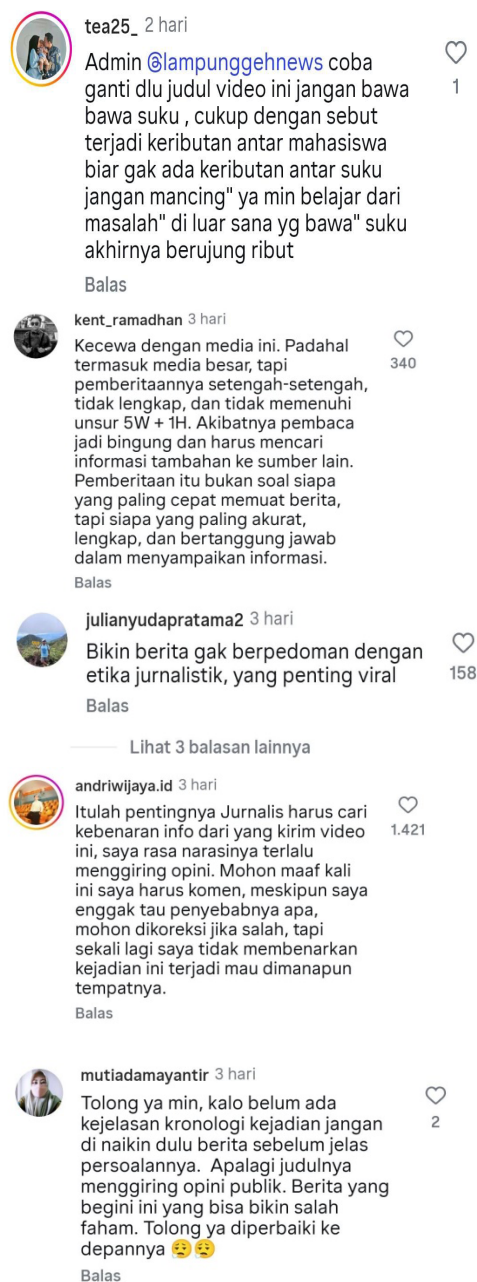 tea25_ 2 hari
Admin @lampunggehnews coba
ganti dlu judul video ini jangan bawa
bawa suku , cukup dengan sebut
terjadi keributan antar mahasiswa
biar gak ada keributan antar suku
jangan mancing" ya min belajar dari
masalah" di luar sana yg bawa" suku
akhirnya berujung ribut
1
Balas
kent_ramadhan 3 hari
Kecewa dengan media ini. Padahal
termasuk media besar, tapi
pemberitaannya setengah-setengah,
tidak lengkap, dan tidak memenuhi
unsur 5W + 1H. Akibatnya pembaca
jadi bingung dan harus mencari
informasi tambahan ke sumber lain.
Pemberitaan itu bukan soal siapa
yang paling cepat memuat berita,
tapi siapa yang paling akurat,
lengkap, dan bertanggung jawab
dalam menyampaikan informasi.
340
Balas
julianyudapratama2 3 hari
Bikin berita gak berpedoman dengan
etika jurnalistik, yang penting viral
158
Balas
Lihat 3 balasan lainnya
andriwijaya.id 3 hari
Itulah pentingnya Jurnalis harus cari
kebenaran info dari yang kirim video
ini, saya rasa narasinya terlalu
menggiring opini. Mohon maaf kali
ini saya harus komen, meskipun saya
enggak tau penyebabnya apa,
mohon dikoreksi jika salah, tapi
sekali lagi saya tidak membenarkan
kejadian ini terjadi mau dimanapun
tempatnya.
1.421
Balas
mutiadamayantir 3 hari
Tolong ya min, kalo belum ada
kejelasan kronologi kejadian jangan
di naikin dulu berita sebelum jelas
persoalannya. Apalagi judulnya
menggiring opini publik. Berita yang
begini ini yang bisa bikin salah
faham. Tolong ya diperbaiki ke
depannya 😥😥
2
Balas